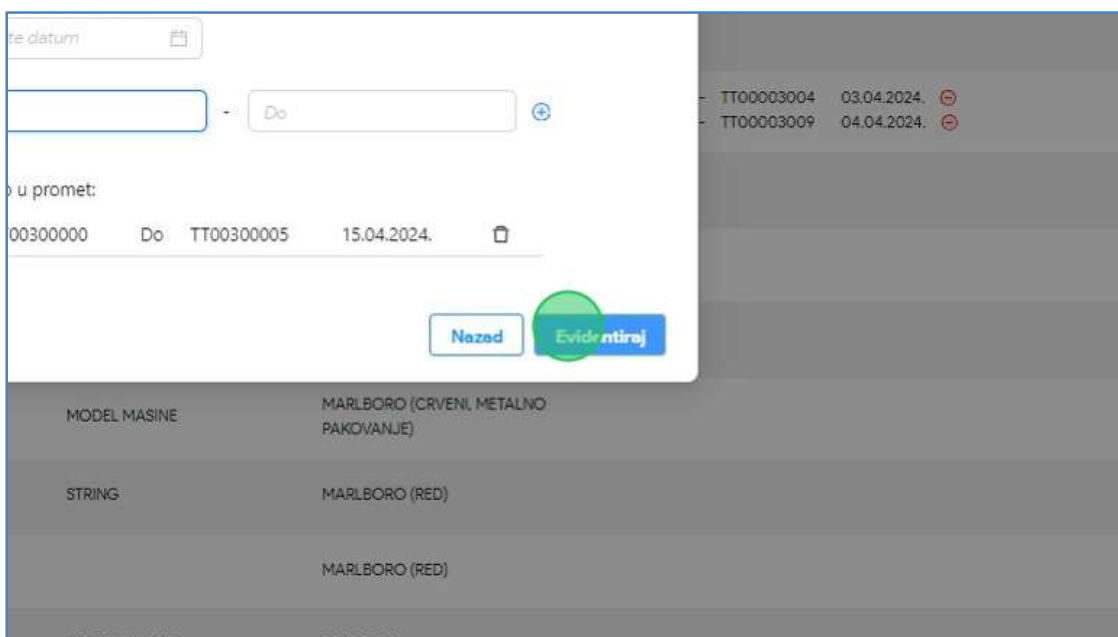 te datum
- Do
- TT00003004 03.04.2024.
- TT00003009 04.04.2024.
o u promet:
00300000 Do TT00300005 15.04.2024.
Nazad Evidentiraj
MODEL MASINE MARLBORO (CRVENI, METALNO
PAKOVANJE)
STRING MARLBORO (RED)
MARLBORO (RED)